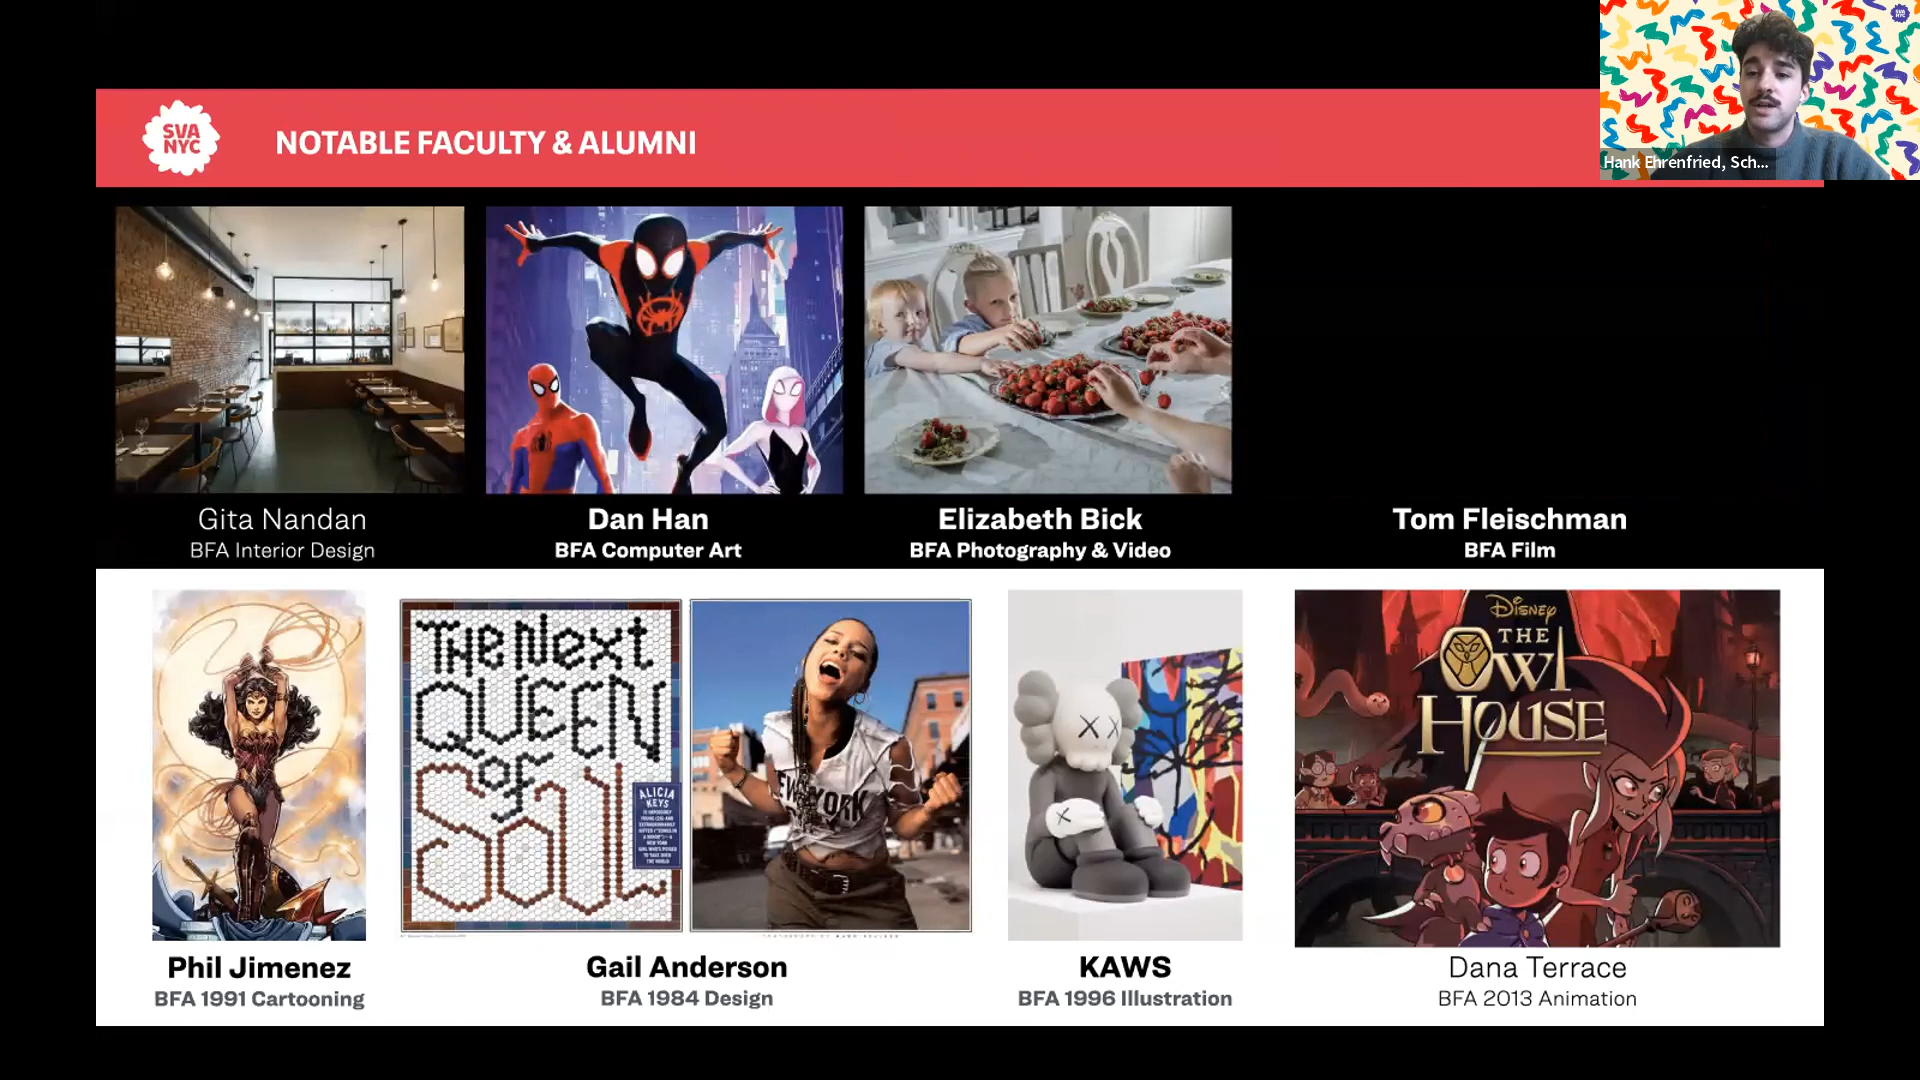 SVA
NYC
NOTABLE FACULTY & ALUMNI
SVA
NYC
Hank Ehrenfried, Sch...
Gita Nandan
BFA Interior Design
Dan Han
BFA Computer Art
Elizabeth Bick
BFA Photography & Video
Tom Fleischman
BFA Film
THE NEXT
QUEEN
OF
SOUL
ALICIA
KEYS
NEW YORK
DISNEY
THE
OWL
HOUSE
Phil Jimenez
BFA 1991 Cartooning
Gail Anderson
BFA 1984 Design
KAWS
BFA 1996 Illustration
Dana Terrace
BFA 2013 Animation